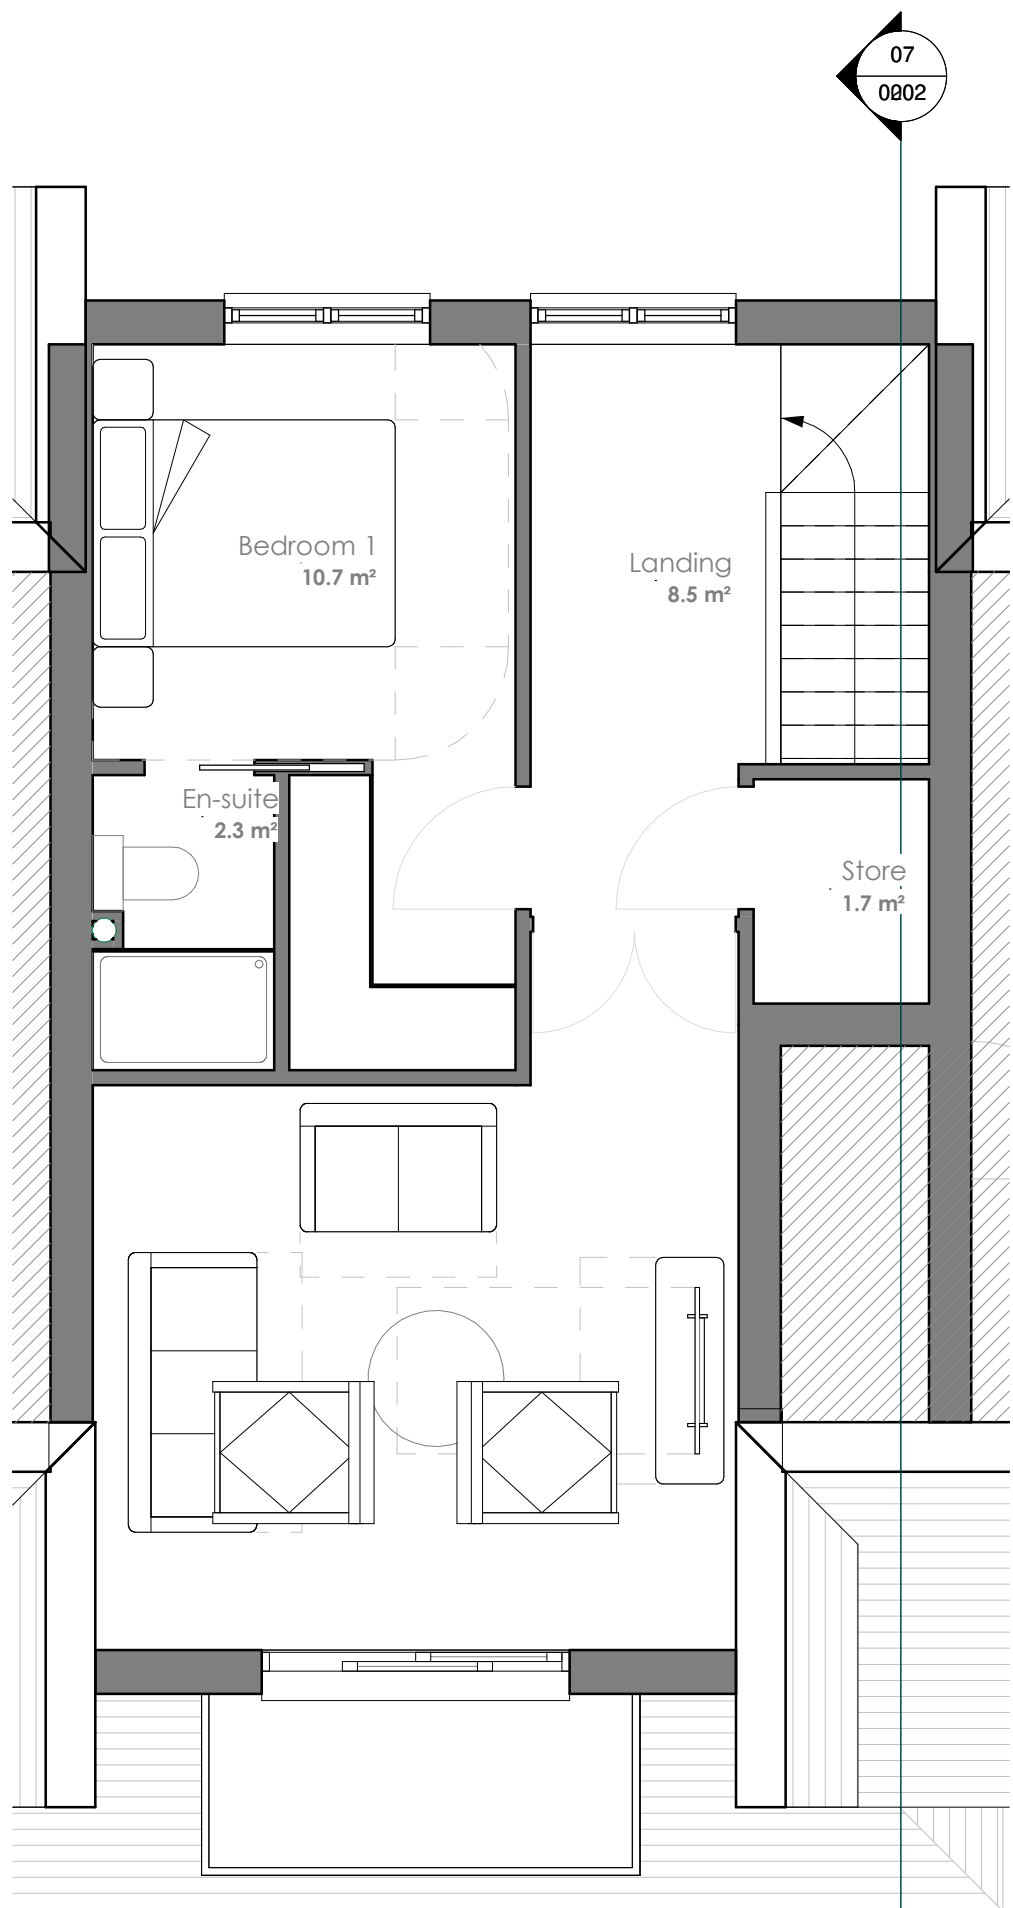 07
Bedroom 1
10.7 m²
Landing
8.5 m²
En-suite
2.3 m²
Store
1.7 m²